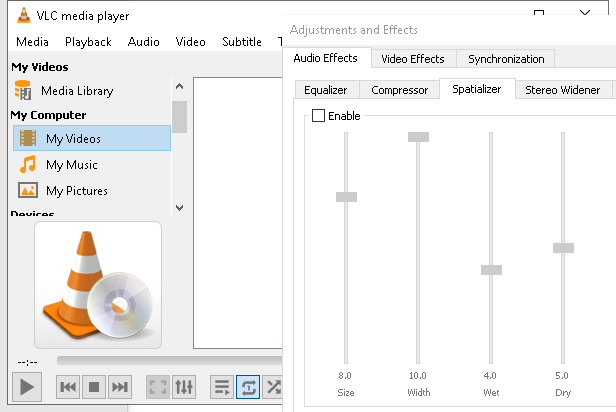 VLC media player
Media Playback Audio Video Subtitle
My Videos
Media Library
My Computer
My Videos
My Music
My Pictures
Devices
--:--
Adjustments and Effects
Audio Effects Video Effects Synchronization
Equalizer Compressor Spatializer Stereo Widener
Enable
8.0 10.0 4.0 5.0
Size Width Wet Dry